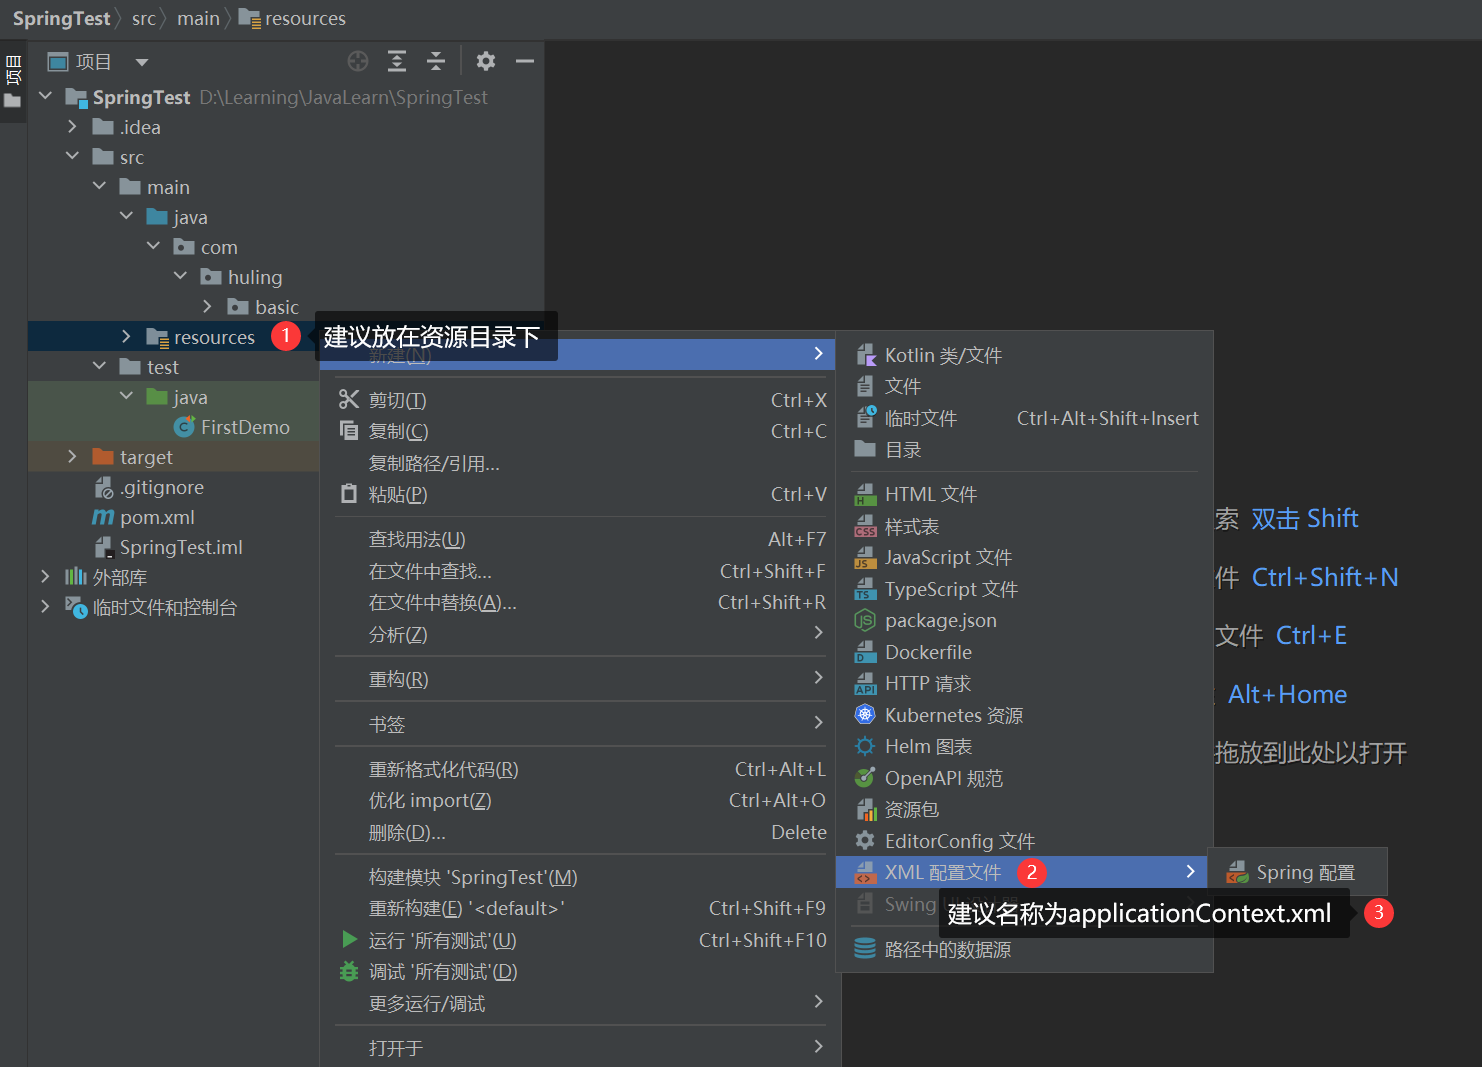 SpringTest src main resources
项目
项目
SpringTest D:\Learning\JavaLearn\SpringTest
.idea
src
main
java
com
huling
basic
resources 1 建议放在资源目录下
test
java
FirstDemo
target
.gitignore
pom.xml
SpringTest.iml
外部库
临时文件和控制台
新建(N)
剪切(T) Ctrl+X
复制(C) Ctrl+C
复制路径/引用...
粘贴(P) Ctrl+V
查找用法(U) Alt+F7
在文件中查找... Ctrl+Shift+F
在文件中替换(A)... Ctrl+Shift+R
分析(Z)
重构(R)
书签
重新格式化代码(R) Ctrl+Alt+L
优化 import(Z) Ctrl+Alt+O
删除(D)... Delete
构建模块 'SpringTest'(M)
重新构建(E) '<default>' Ctrl+Shift+F9
运行 '所有测试'(U) Ctrl+Shift+F10
调试 '所有测试'(D)
更多运行/调试
打开于
Kotlin 类/文件
文件
临时文件 Ctrl+Alt+Shift+Insert
目录
HTML 文件
样式表
JavaScript 文件
TypeScript 文件
package.json
Dockerfile
HTTP 请求
Kubernetes 资源
Helm 图表
OpenAPI 规范
资源包
EditorConfig 文件
XML 配置文件 2
Swing
路径中的数据源
Spring 配置
建议名称为applicationContext.xml 3
索 双击 Shift
件 Ctrl+Shift+N
文件 Ctrl+E
Alt+Home
拖放到此处以打开